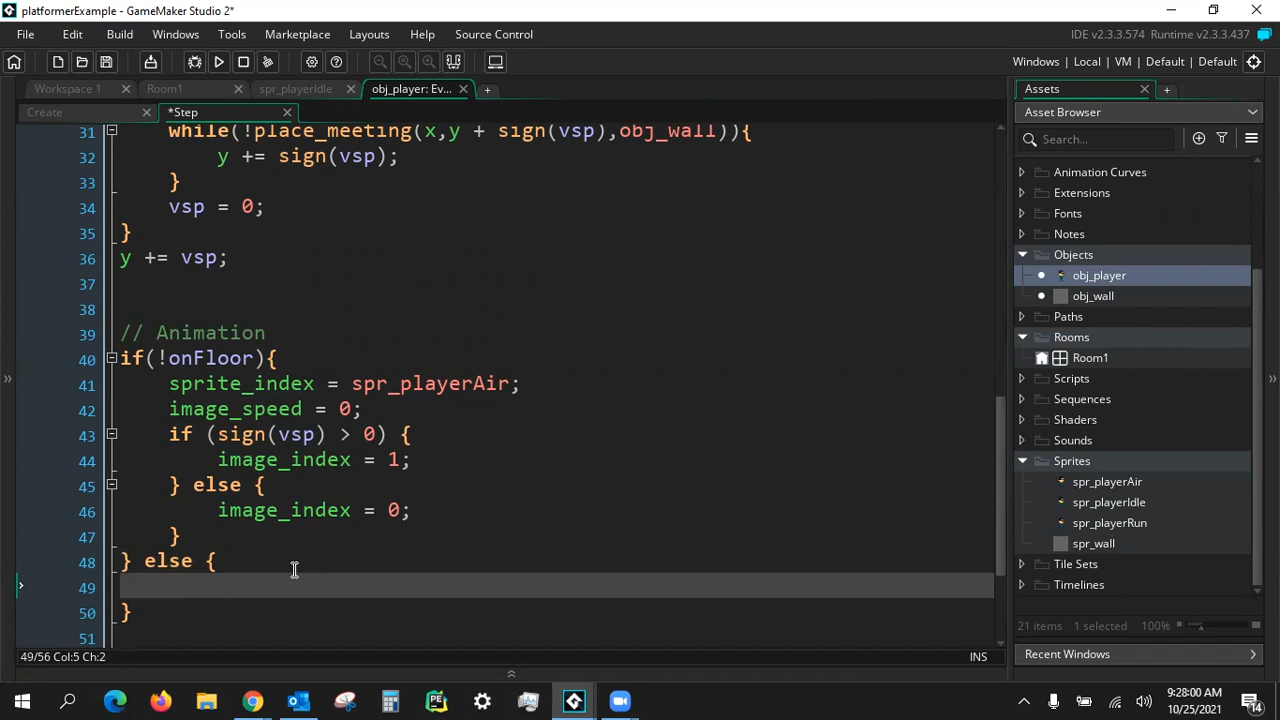 platformerExample - GameMaker Studio 2*
File Edit Build Windows Tools Marketplace Layouts Help Source Control
IDE v2.3.3.574 Runtime v2.3.3.437
Windows | Local | VM | Default | Default
Workspace 1 Room1 spr_playerIdle obj_player: Eve...
Create *Step
31 while(!place_meeting(x,y + sign(vsp),obj_wall)){
32 y += sign(vsp);
33 }
34 vsp = 0;
35 }
36 y += vsp;
37
38
39 // Animation
40 if(!onFloor){
41 sprite_index = spr_playerAir;
42 image_speed = 0;
43 if (sign(vsp) > 0) {
44 image_index = 1;
45 } else {
46 image_index = 0;
47 }
48 } else {
49
50 }
51
49/56 Col:5 Ch:2 INS
Assets
Asset Browser
Search...
Animation Curves
Extensions
Fonts
Notes
Objects
obj_player
obj_wall
Paths
Rooms
Room1
Scripts
Sequences
Shaders
Sounds
Sprites
spr_playerAir
spr_playerIdle
spr_playerRun
spr_wall
Tile Sets
Timelines
21 items 1 selected 100%
Recent Windows
9:28:00 AM
10/25/2021
14